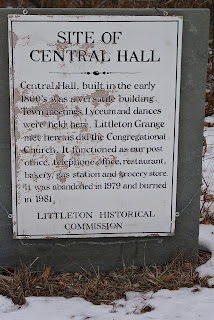 SITE OF
CENTRAL HALL
Central Hall, built in the early
1800's was a versatile building.
Town meetings, Lyceum and dances
were held here. Littleton Grange
met here as did the Congregational
Church. It functioned as our post
office, telephone office, restaurant,
bakery, gas station and grocery store.
It was abandoned in 1979 and burned
in 1981.
LITTLETON HISTORICAL
COMMISSION